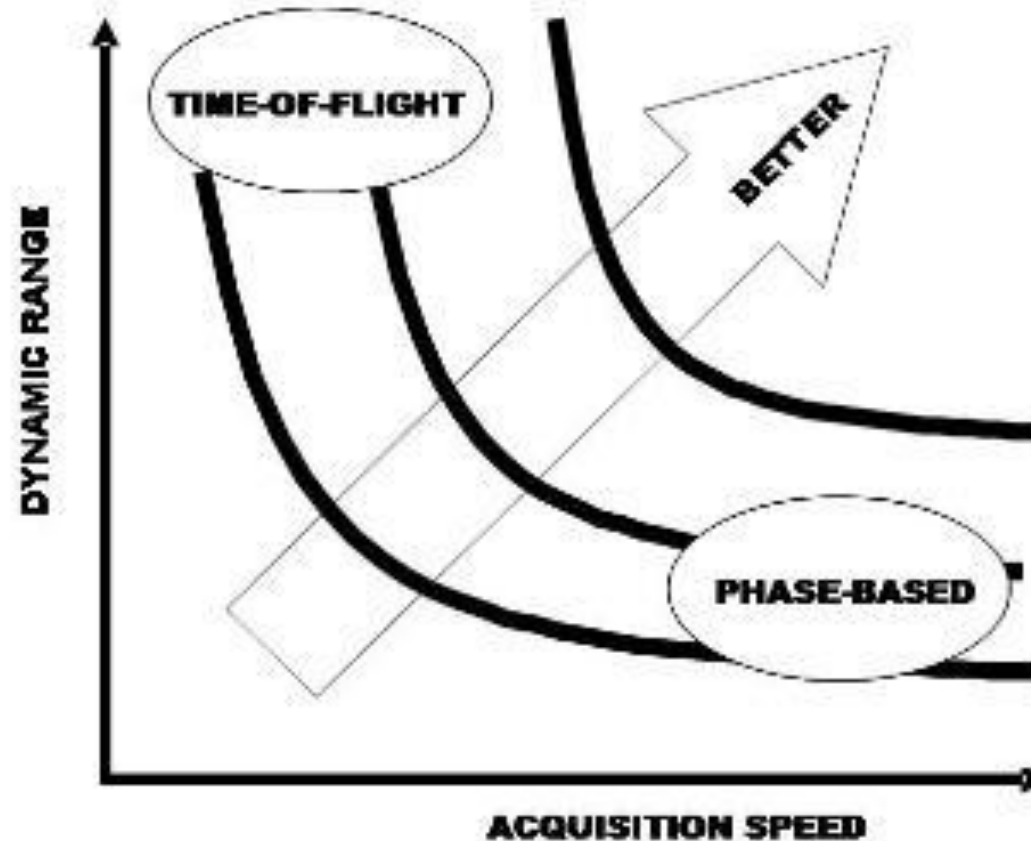 TIME-OF-FLIGHT
BETTER
DYNAMIC RANGE
PHASE-BASED
ACQUISITION SPEED